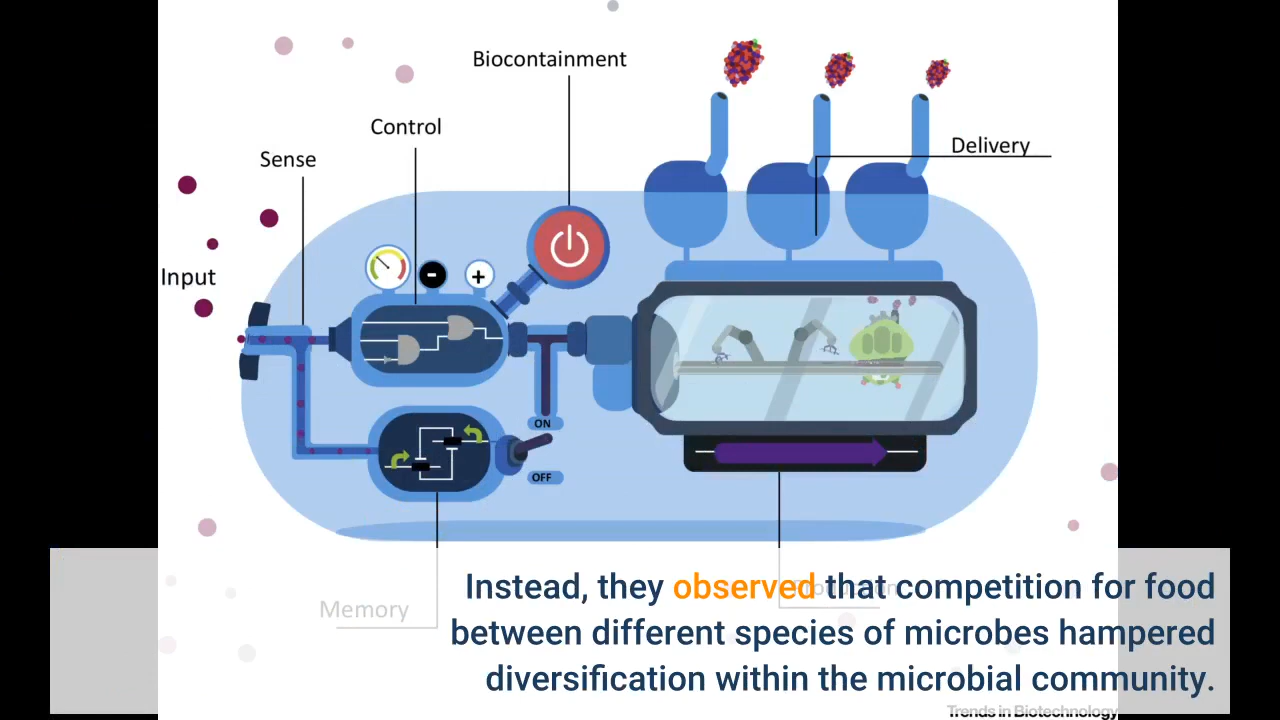 Biocontainment
Control
Delivery
Sense
Input
-
+
ON
OFF
Production
Memory
Instead, they observed that competition for food
between different species of microbes hampered
diversification within the microbial community.
Trends in Biotechnology